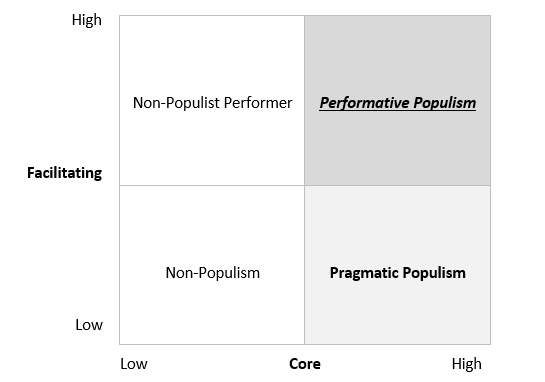 High
Non-Populist Performer
Performative Populism
Facilitating
Non-Populism
Pragmatic Populism
Low
Low
Core
High